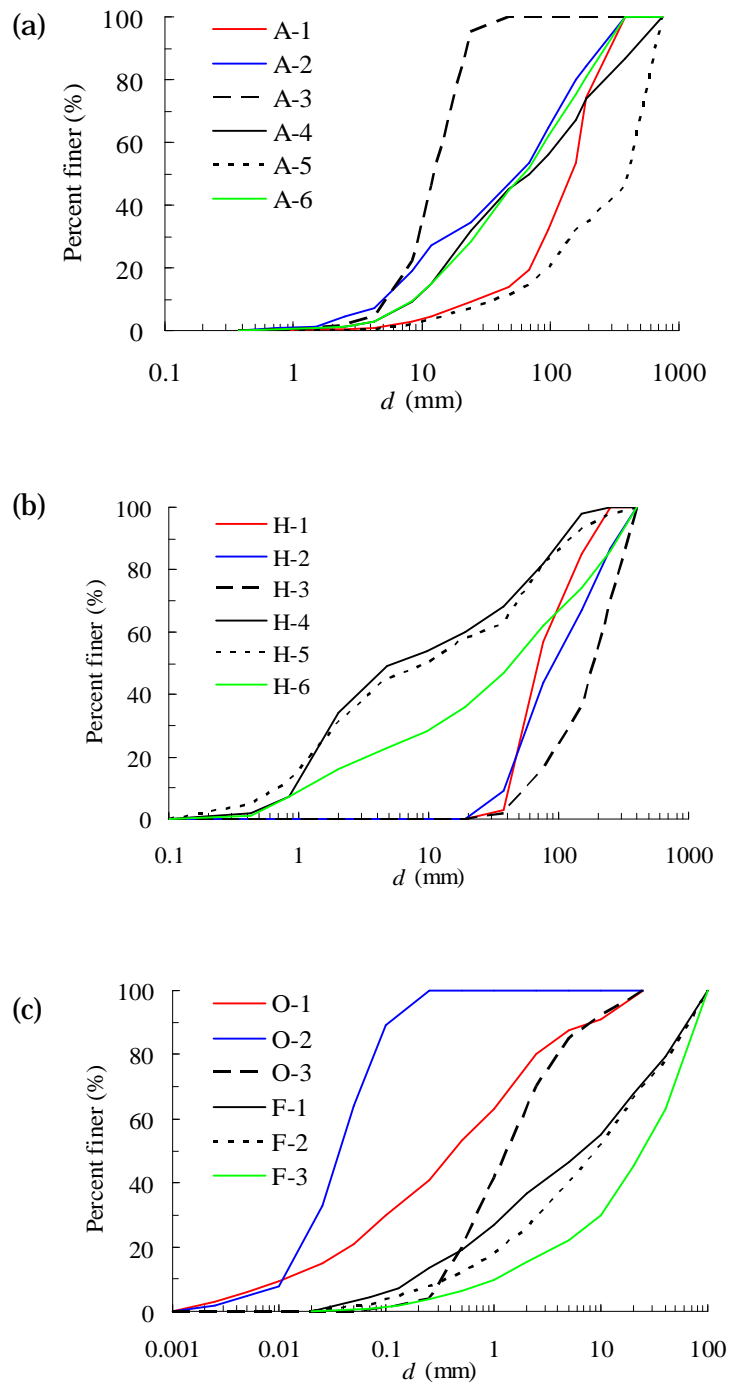 (a)
Percent finer (%)
100
80
60
40
20
0
A-1
A-2
A-3
A-4
A-5
A-6
0.1 1 10 100 1000
d (mm)
(b)
Percent finer (%)
100
80
60
40
20
0
H-1
H-2
H-3
H-4
H-5
H-6
0.1 1 10 100 1000
d (mm)
(c)
Percent finer (%)
100
80
60
40
20
0
O-1
O-2
O-3
F-1
F-2
F-3
0.001 0.01 0.1 1 10 100
d (mm)